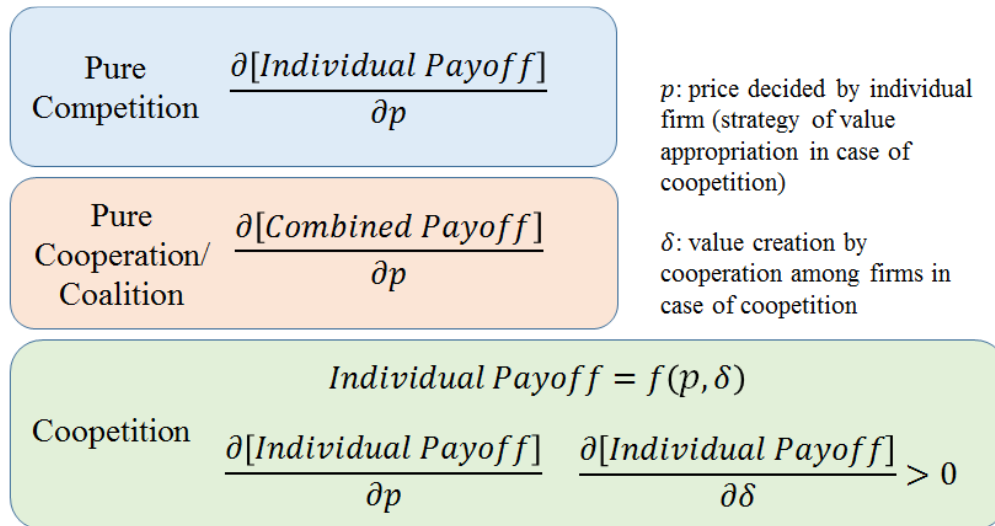 Pure
Competition
∂[Individual Payoff]
∂p
p: price decided by individual
firm (strategy of value
appropriation in case of
coopetition)
Pure
Cooperation/
Coalition
∂[Combined Payoff]
∂p
δ: value creation by
cooperation among firms in
case of coopetition
Individual Payoff = f(p, δ)
Coopetition
∂[Individual Payoff]
∂p
∂[Individual Payoff]
∂δ
> 0